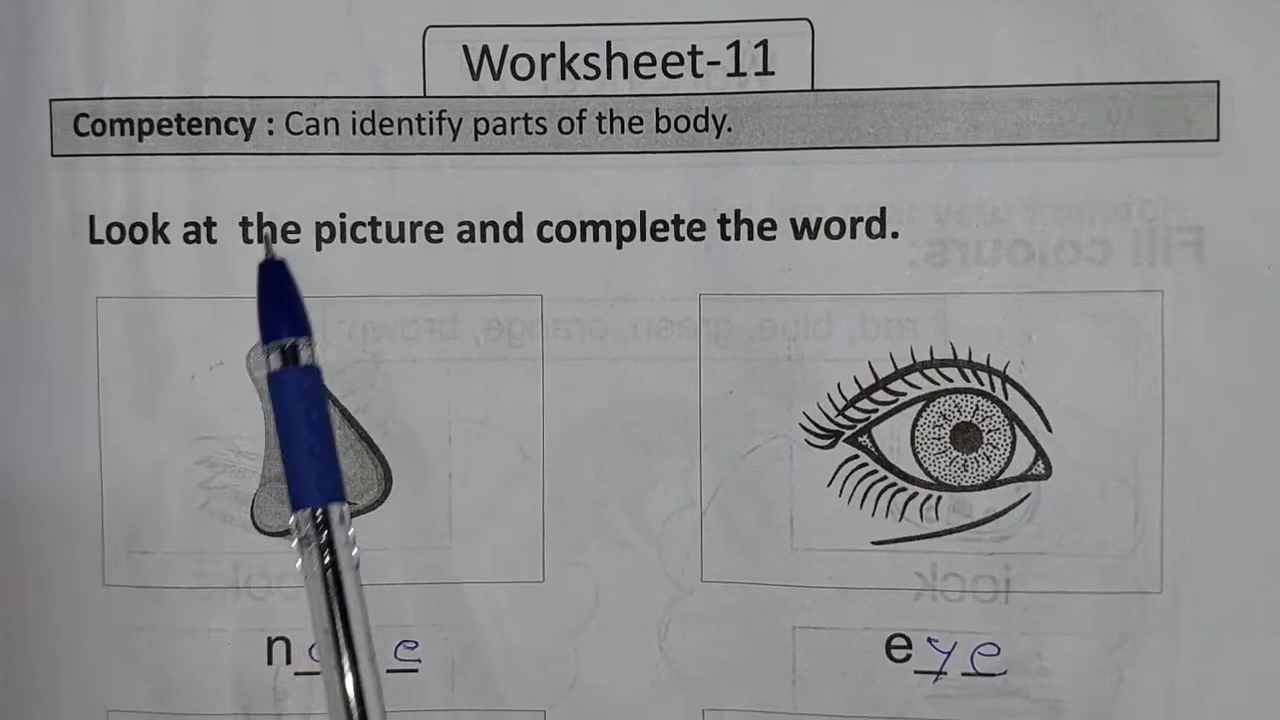 Worksheet-11
Competency : Can identify parts of the body.
Look at the picture and complete the word.
n e
eye